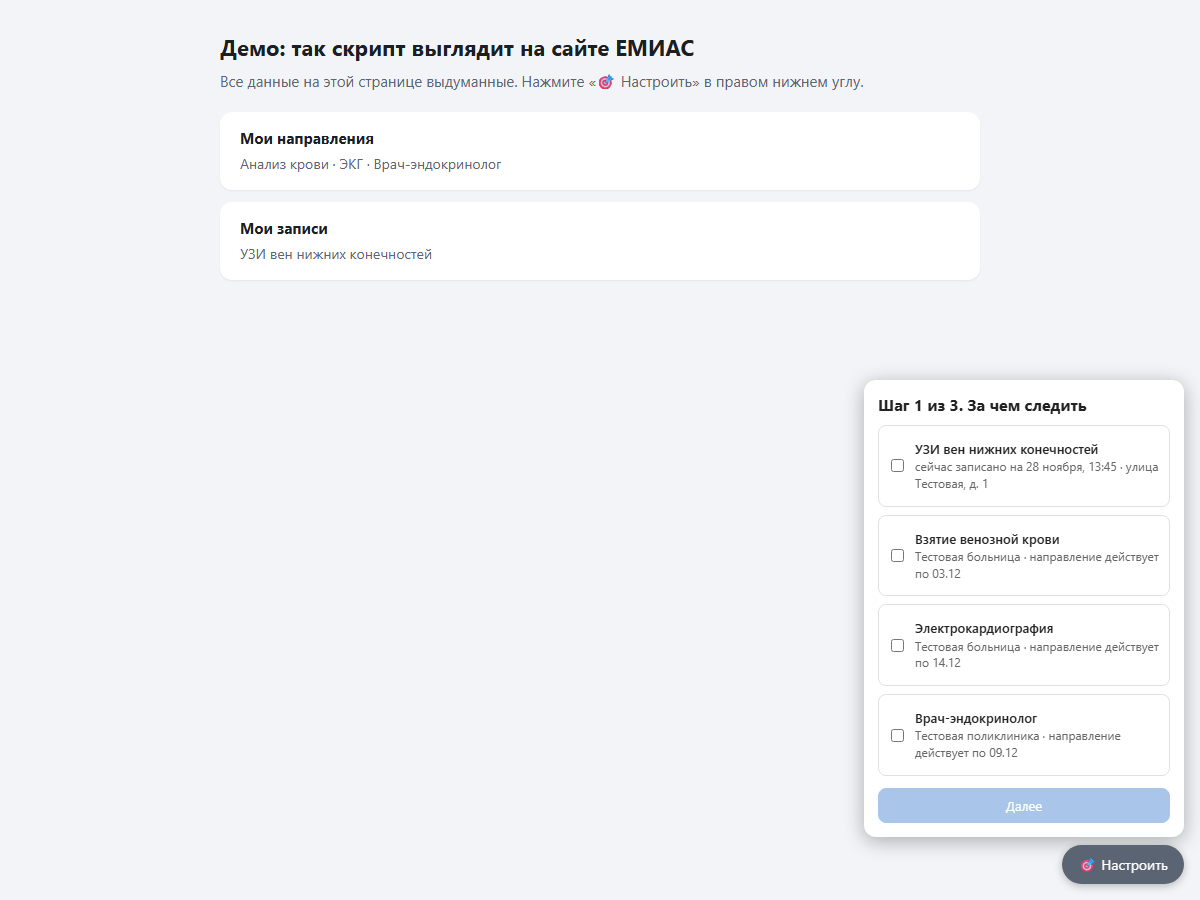 Демо: так скрипт выглядит на сайте ЕМИАС
Все данные на этой странице выдуманные. Нажмите «🎯 Настроить» в правом нижнем углу.
Мои направления
Анализ крови · ЭКГ · Врач-эндокринолог
Мои записи
УЗИ вен нижних конечностей
Шаг 1 из 3. За чем следить
УЗИ вен нижних конечностей
сейчас записано на 28 ноября, 13:45 · улица
Тестовая, д. 1
Взятие венозной крови
Тестовая больница · направление действует
по 03.12
Электрокардиография
Тестовая больница · направление действует
по 14.12
Врач-эндокринолог
Тестовая поликлиника · направление
действует по 09.12
Далее
🎯 Настроить